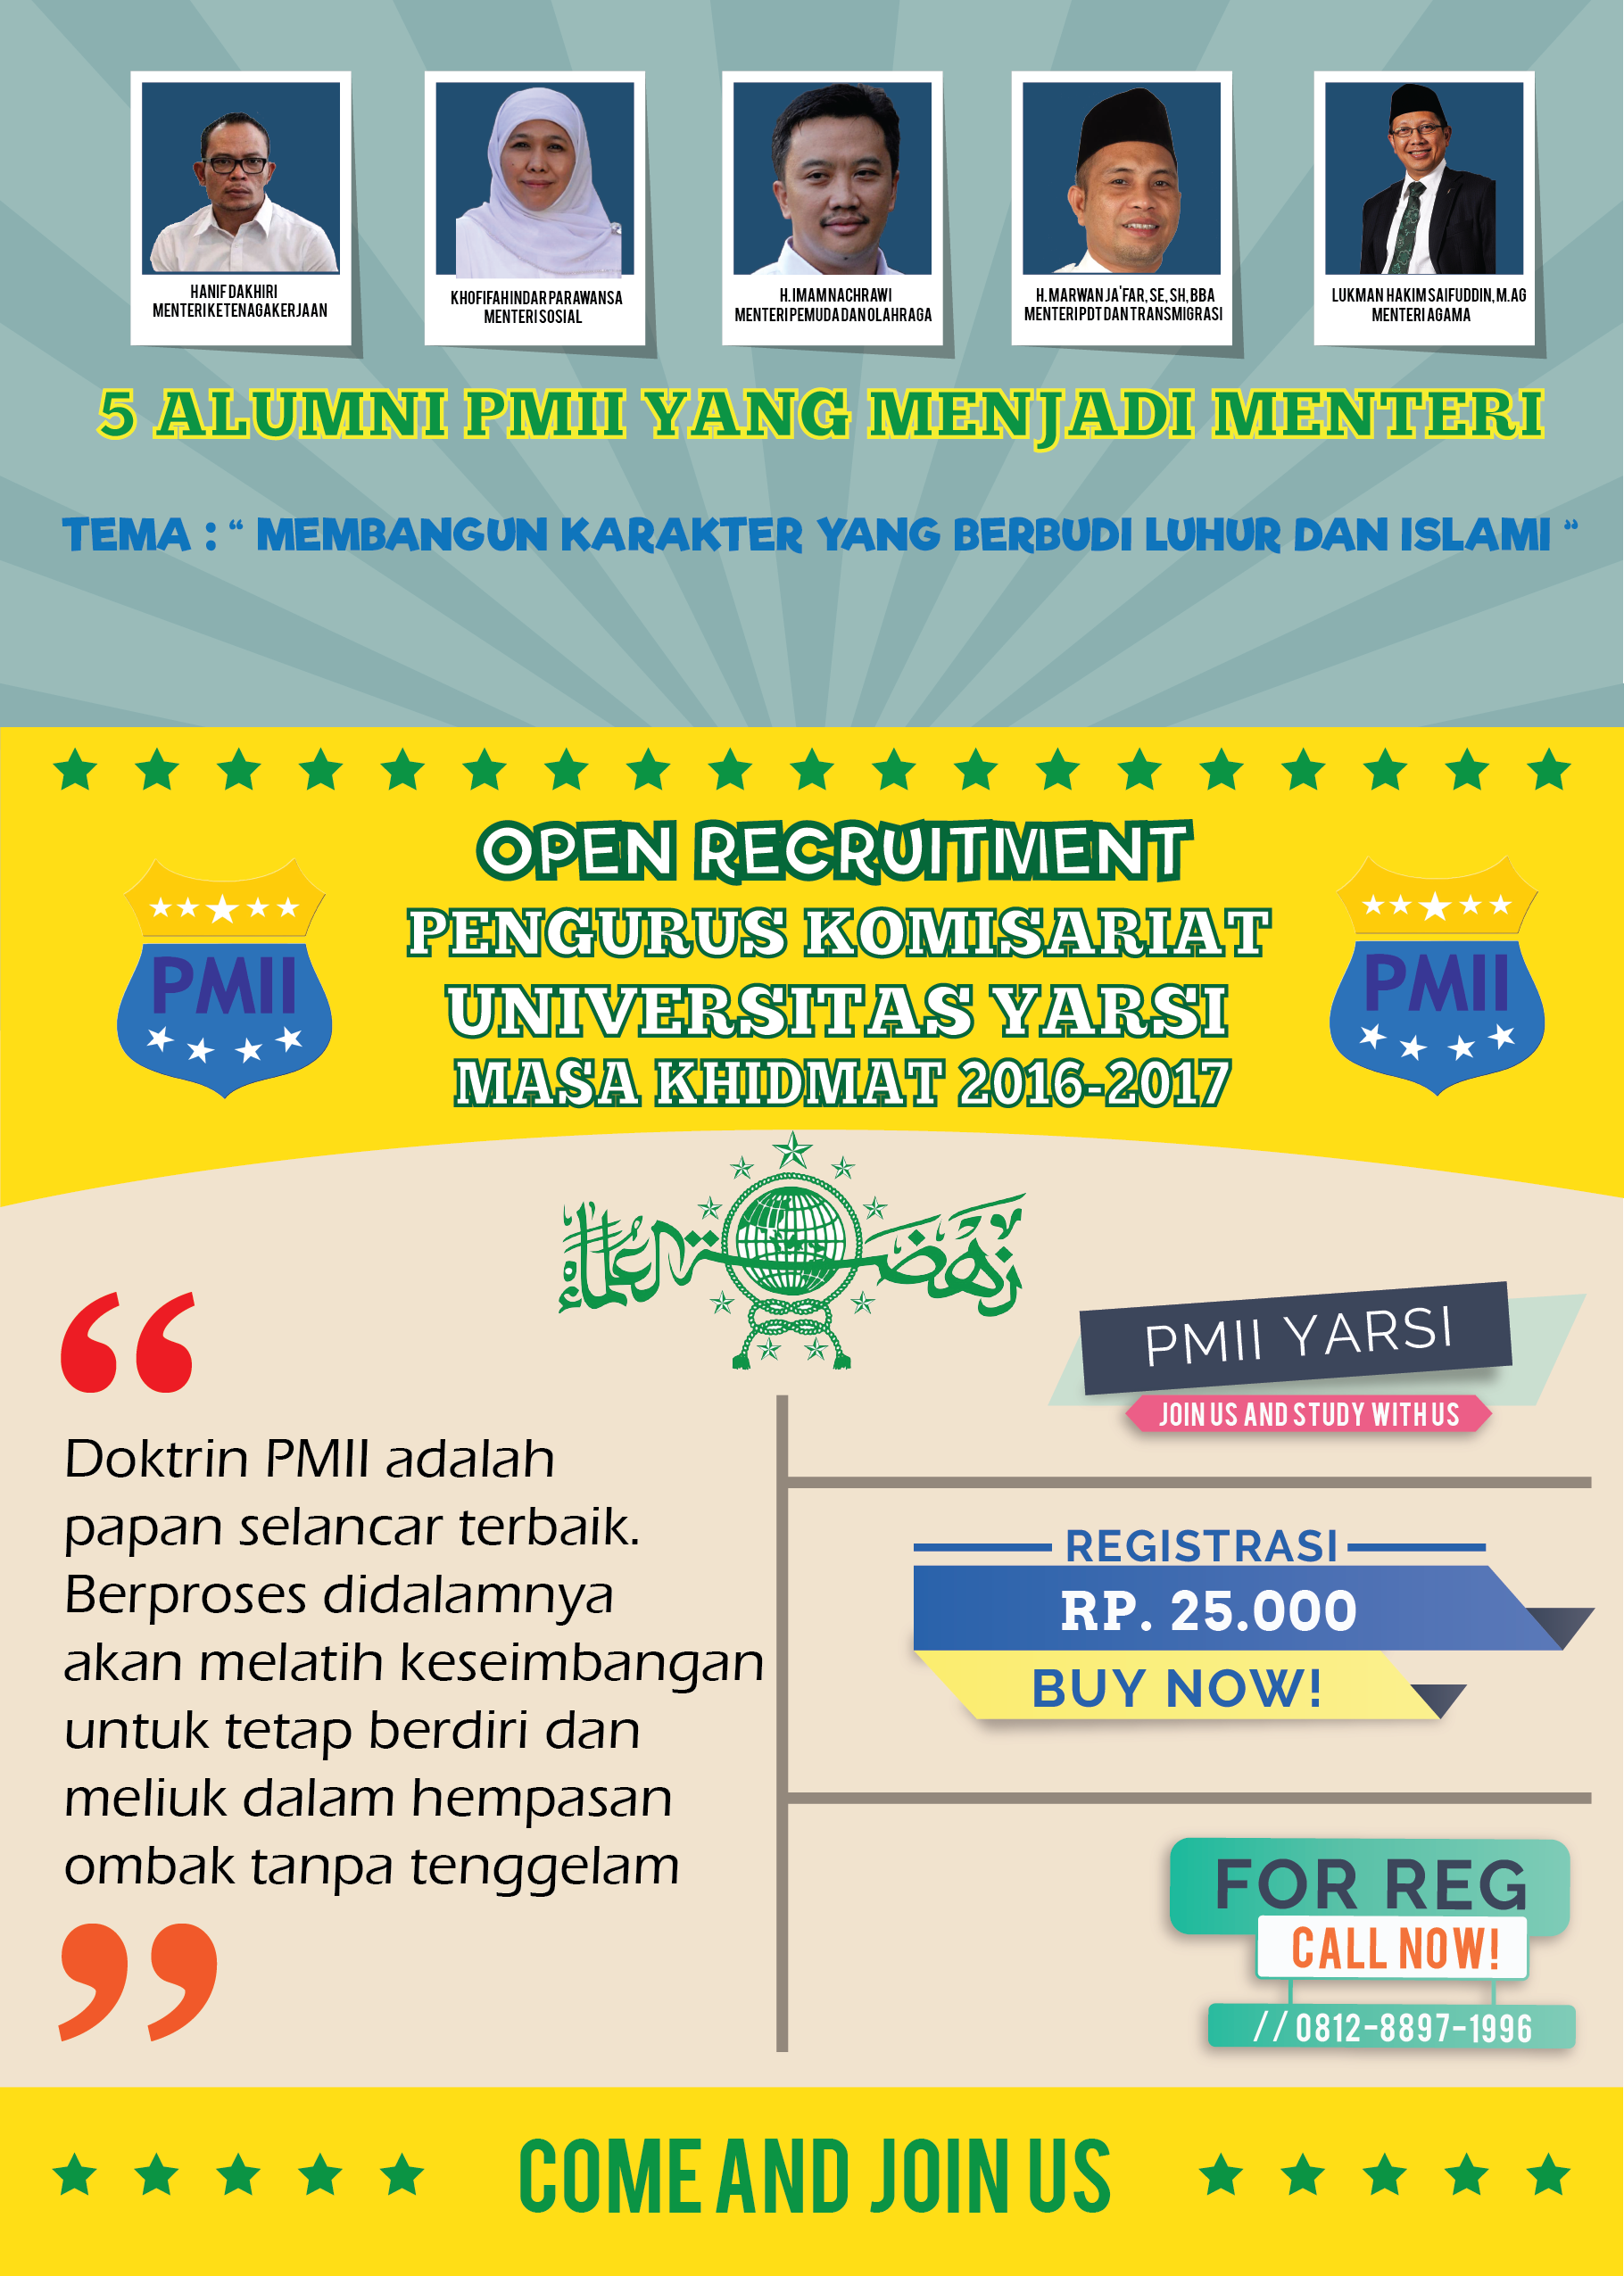 HANIF DAKHIRI
MENTERI KETENAGAKERJAAN
KHOFIFAH INDAR PARAWANSA
MENTERI SOSIAL
H. IMAM NACHRAWI
MENTERI PEMUDA DAN OLAHRAGA
H. MARWAN JA'FAR, SE, SH, BBA
MENTERI PDT DAN TRANSMIGRASI
LUKMAN HAKIM SAIFUDDIN, M.AG
MENTERI AGAMA
5 ALUMNI PMII YANG MENJADI MENTERI
TEMA : “ MEMBANGUN KARAKTER YANG BERBUDI LUHUR DAN ISLAMI ”
OPEN RECRUITMENT
PENGURUS KOMISARIAT
UNIVERSITAS YARSI
MASA KHIDMAT 2016-2017
PMII
PMII
نهضة العلماء
“
Doktrin PMII adalah
papan selancar terbaik.
Berproses didalamnya
akan melatih keseimbangan
untuk tetap berdiri dan
meliuk dalam hempasan
ombak tanpa tenggelam
”
PMII YARSI
JOIN US AND STUDY WITH US
REGISTRASI
RP. 25.000
BUY NOW!
FOR REG
CALL NOW!
// 0812-8897-1996
COME AND JOIN US